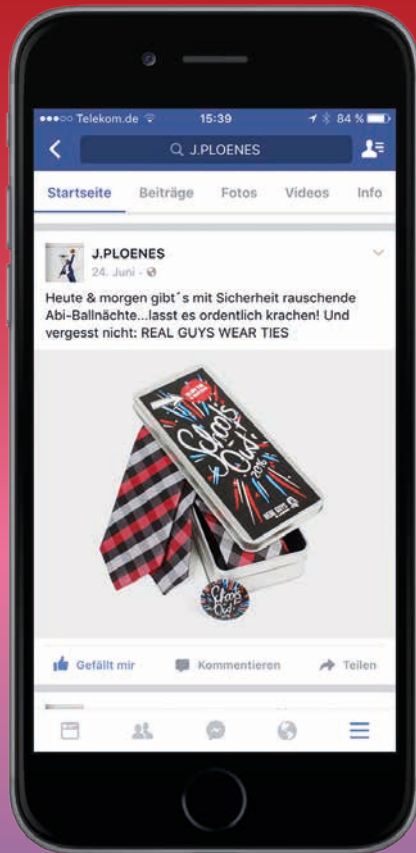 Telekom.de 15:39 84 %
J.PLOENES
Startseite Beiträge Fotos Videos Info
J.PLOENES
24. Juni
Heute & morgen gibt´s mit Sicherheit rauschende
Abi-Ballnächte...lasst es ordentlich krachen! Und
vergesst nicht: REAL GUYS WEAR TIES
School's
Out!
2016
REAL GUYS
School's
Out!
Gefällt mir Kommentieren Teilen